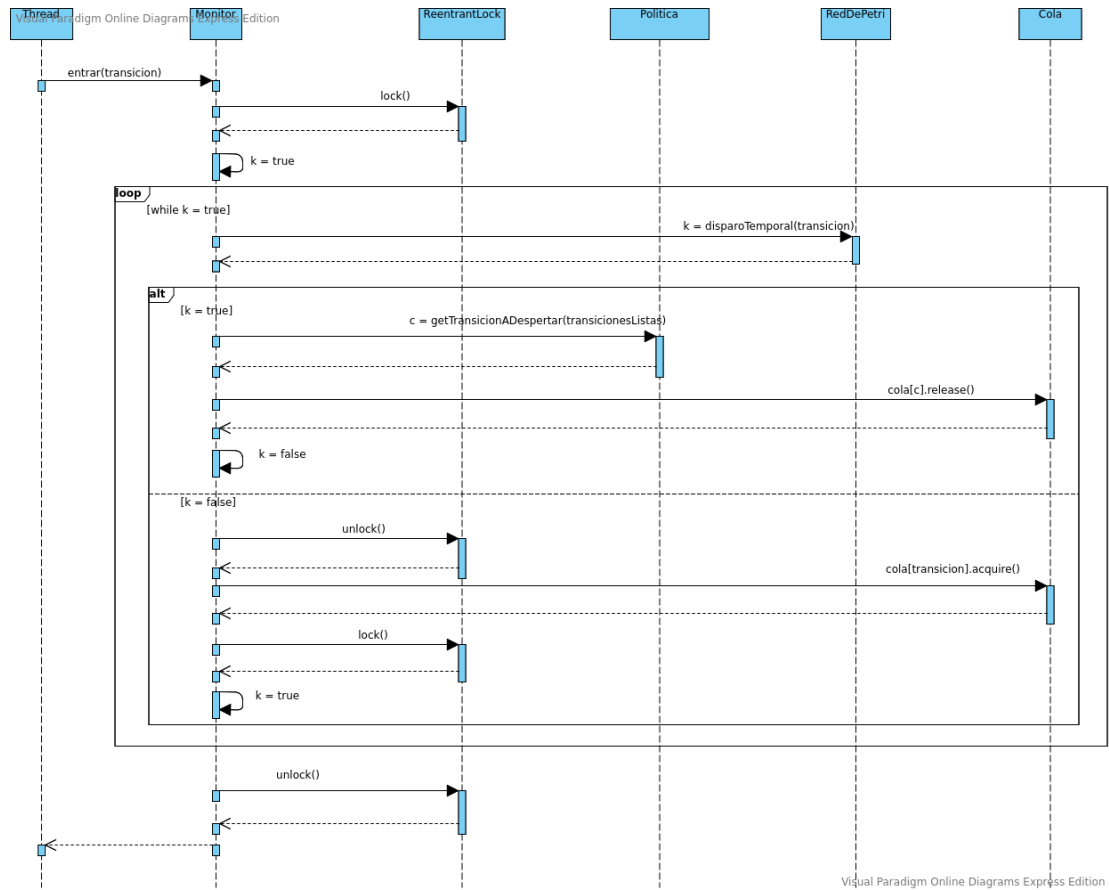 Visual Paradigm Online Diagrams Express Edition
Thread
Monitor
ReentrantLock
Politica
RedDePetri
Cola
entrar(transicion)
lock()
k = true
loop
[while k = true]
k = disparoTemporal(transicion)
alt
[k = true]
c = getTransicionADespertar(transicionesListas)
cola[c].release()
k = false
[k = false]
unlock()
cola[transicion].acquire()
lock()
k = true
unlock()
Visual Paradigm Online Diagrams Express Edition